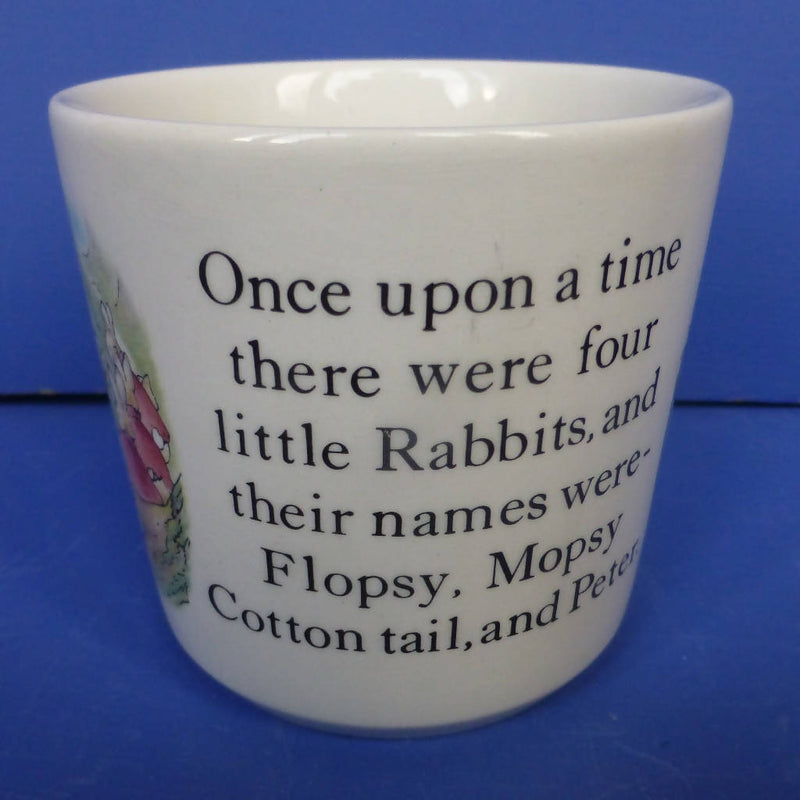 Once upon a time
there were four
little Rabbits, and
their names were-
Flopsy, Mopsy
Cotton tail, and Peter.